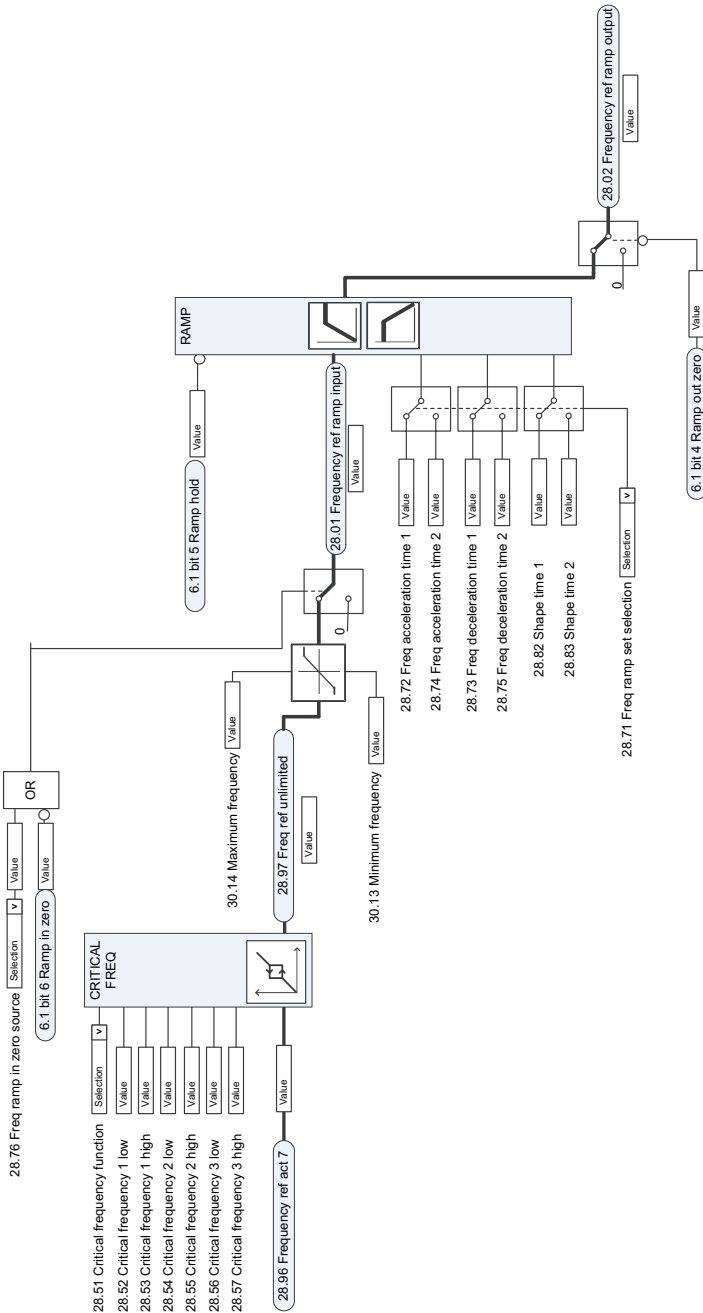 28.76 Freq ramp in zero source
Selection
v
Value
6.1 bit 6 Ramp in zero
Value
OR
28.51 Critical frequency function
Selection
v
28.52 Critical frequency 1 low
Value
28.53 Critical frequency 1 high
Value
28.54 Critical frequency 2 low
Value
28.55 Critical frequency 2 high
Value
28.56 Critical frequency 3 low
Value
28.57 Critical frequency 3 high
Value
CRITICAL
FREQ
28.96 Frequency ref act 7
Value
28.97 Freq ref unlimited
Value
30.14 Maximum frequency
Value
30.13 Minimum frequency
Value
0
28.01 Frequency ref ramp input
Value
6.1 bit 5 Ramp hold
Value
RAMP
28.72 Freq acceleration time 1
Value
28.74 Freq acceleration time 2
Value
28.73 Freq deceleration time 1
Value
28.75 Freq deceleration time 2
Value
28.82 Shape time 1
Value
28.83 Shape time 2
Value
28.71 Freq ramp set selection
Selection
v
0
28.02 Frequency ref ramp output
Value
6.1 bit 4 Ramp out zero
Value